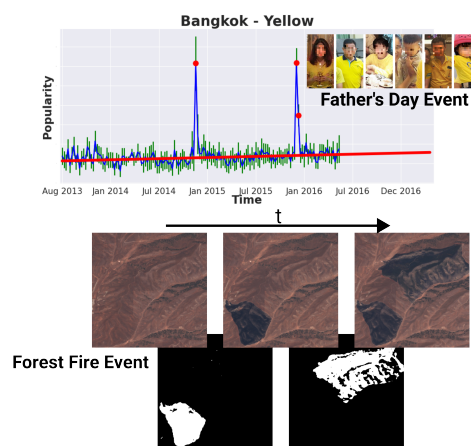 Bangkok - Yellow
Popularity
Father's Day Event
Aug 2013 Jan 2014 Jul 2014 Jan 2015 Jul 2015 Jan 2016 Jul 2016 Dec 2016
Time
t
Forest Fire Event